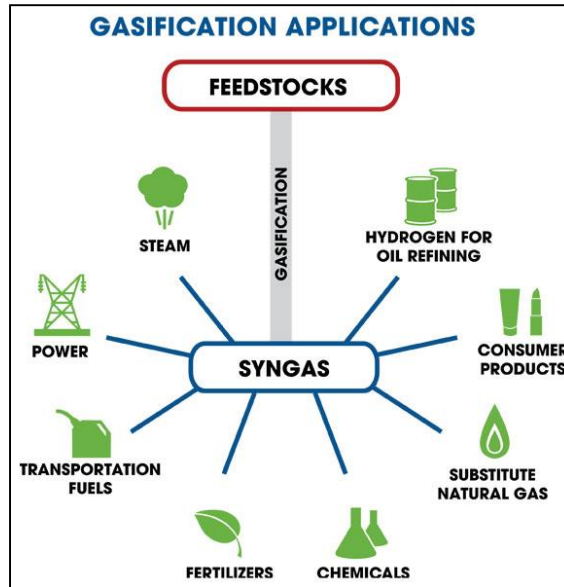 GASIFICATION APPLICATIONS
FEEDSTOCKS
GASIFICATION
STEAM
HYDROGEN FOR
OIL REFINING
POWER
SYNGAS
CONSUMER
PRODUCTS
TRANSPORTATION
FUELS
SUBSTITUTE
NATURAL GAS
FERTILIZERS
CHEMICALS